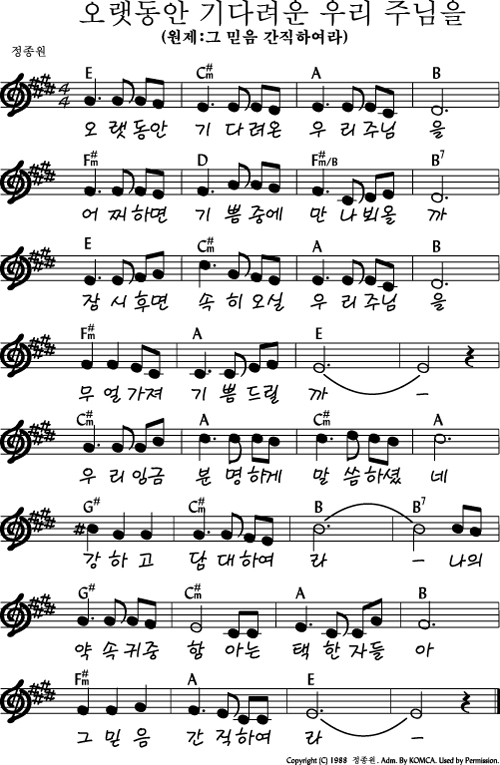 오랫동안 기다려운 우리 주님을
(원제:그 믿음 간직하여라)
정종원
E C#m A B
4/4
오 랫동안 기 다려온 우 리주님 을
F#m D F#m/B B7
어 찌하면 기 쁨중에 만 나뵈올 까
E C#m A B
잠 시후면 속 히오실 우 리주님 을
F#m A E
무 얼가져 기 쁨드릴 까 –
C#m A C#m A
우 리임금 분 명하게 말 씀하셨 네
G# C#m B B7
강 하 고 담 대하여 라 – 나의
G# C#m A B
약 속귀중 함 아는 택 한자들 아
F#m A E
그 믿 음 간 직하여 라 –
Copyright (C) 1988 정종원. Adm. By KOMCA. Used by Permission.